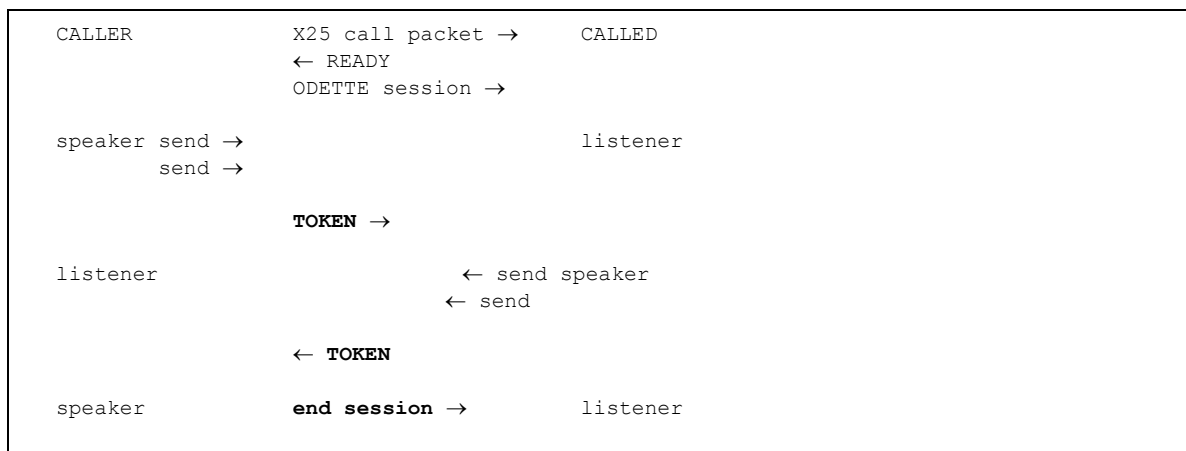 CALLER X25 call packet → CALLED
← READY
ODETTE session →
speaker send → listener
send →
TOKEN →
listener ← send speaker
← send
← TOKEN
speaker end session → listener